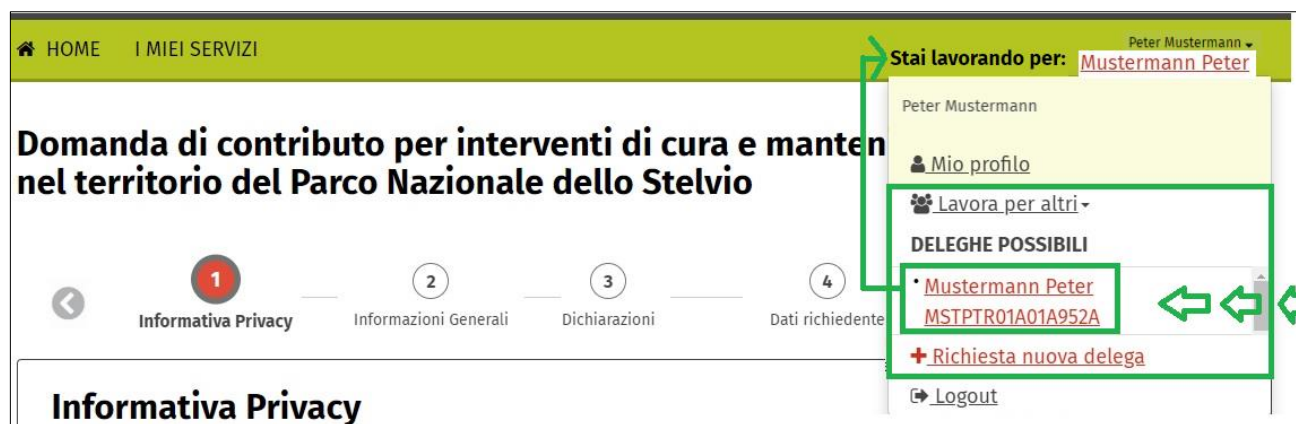 HOME I MIEI SERVIZI
Peter Mustermann
Stai lavorando per: Mustermann Peter
Peter Mustermann
Domanda di contributo per interventi di cura e manten
nel territorio del Parco Nazionale dello Stelvio
Mio profilo
Lavora per altri
DELEGHE POSSIBILI
Mustermann Peter
MSTPTR01A01A952A
Richiesta nuova delega
Logout
1 2 3 4
Informativa Privacy Informazioni Generali Dichiarazioni Dati richiedente
Informativa Privacy